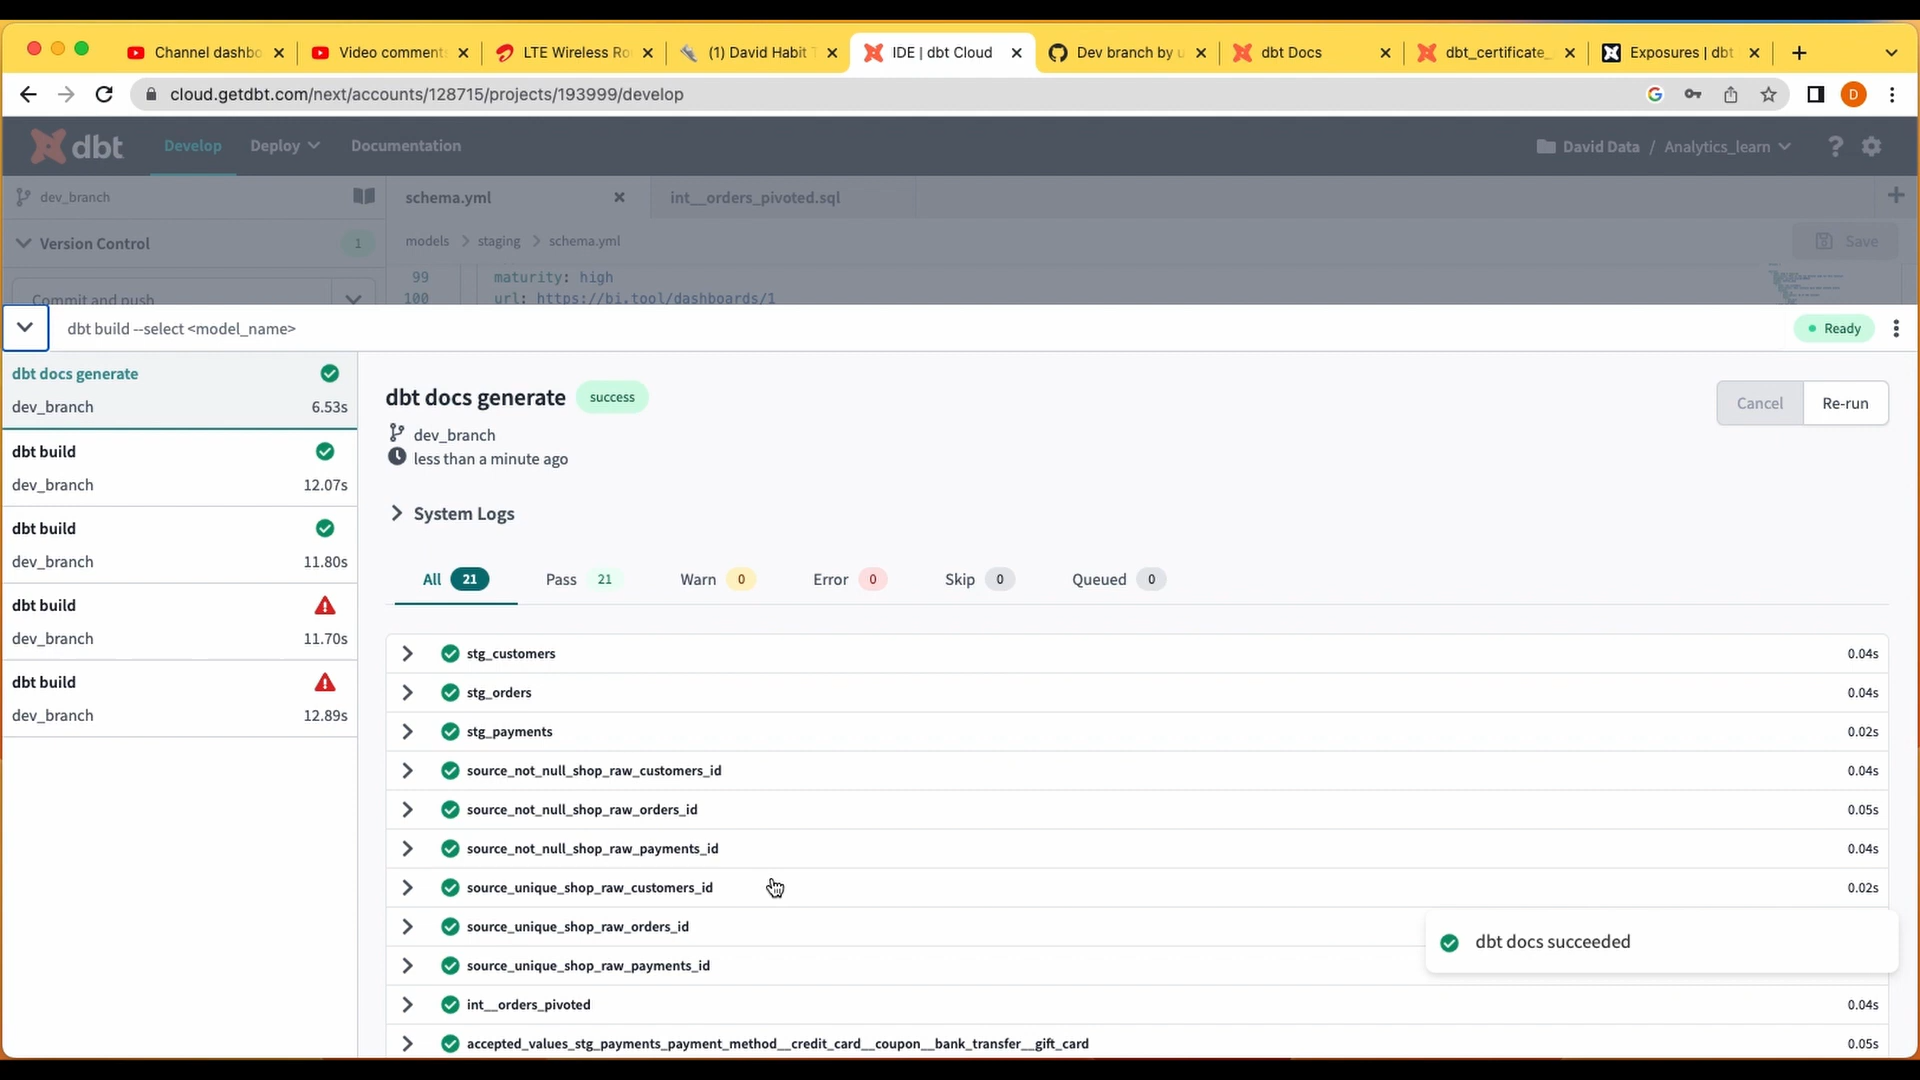 Channel dashbo
Video comments
LTE Wireless Ro
(1) David Habit T
IDE | dbt Cloud
Dev branch by u
dbt Docs
dbt_certificate_
Exposures | dbt
cloud.getdbt.com/next/accounts/128715/projects/193999/develop
D
dbt
Develop
Deploy
Documentation
David Data / Analytics_learn
?
dev_branch
schema.yml
int__orders_pivoted.sql
Version Control
1
models > staging > schema.yml
Save
99 maturity: high
Commit and push
100 url: https://bi.tool/dashboards/1
dbt build --select <model_name>
Ready
dbt docs generate
dev_branch 6.53s
dbt build
dev_branch 12.07s
dbt build
dev_branch 11.80s
dbt build
dev_branch 11.70s
dbt build
dev_branch 12.89s
dbt docs generate success
Cancel
Re-run
dev_branch
less than a minute ago
System Logs
All 21
Pass 21
Warn 0
Error 0
Skip 0
Queued 0
stg_customers 0.04s
stg_orders 0.04s
stg_payments 0.02s
source_not_null_shop_raw_customers_id 0.04s
source_not_null_shop_raw_orders_id 0.05s
source_not_null_shop_raw_payments_id 0.04s
source_unique_shop_raw_customers_id 0.02s
source_unique_shop_raw_orders_id
dbt docs succeeded
source_unique_shop_raw_payments_id
int__orders_pivoted 0.04s
accepted_values_stg_payments_payment_method__credit_card__coupon__bank_transfer__gift_card 0.05s